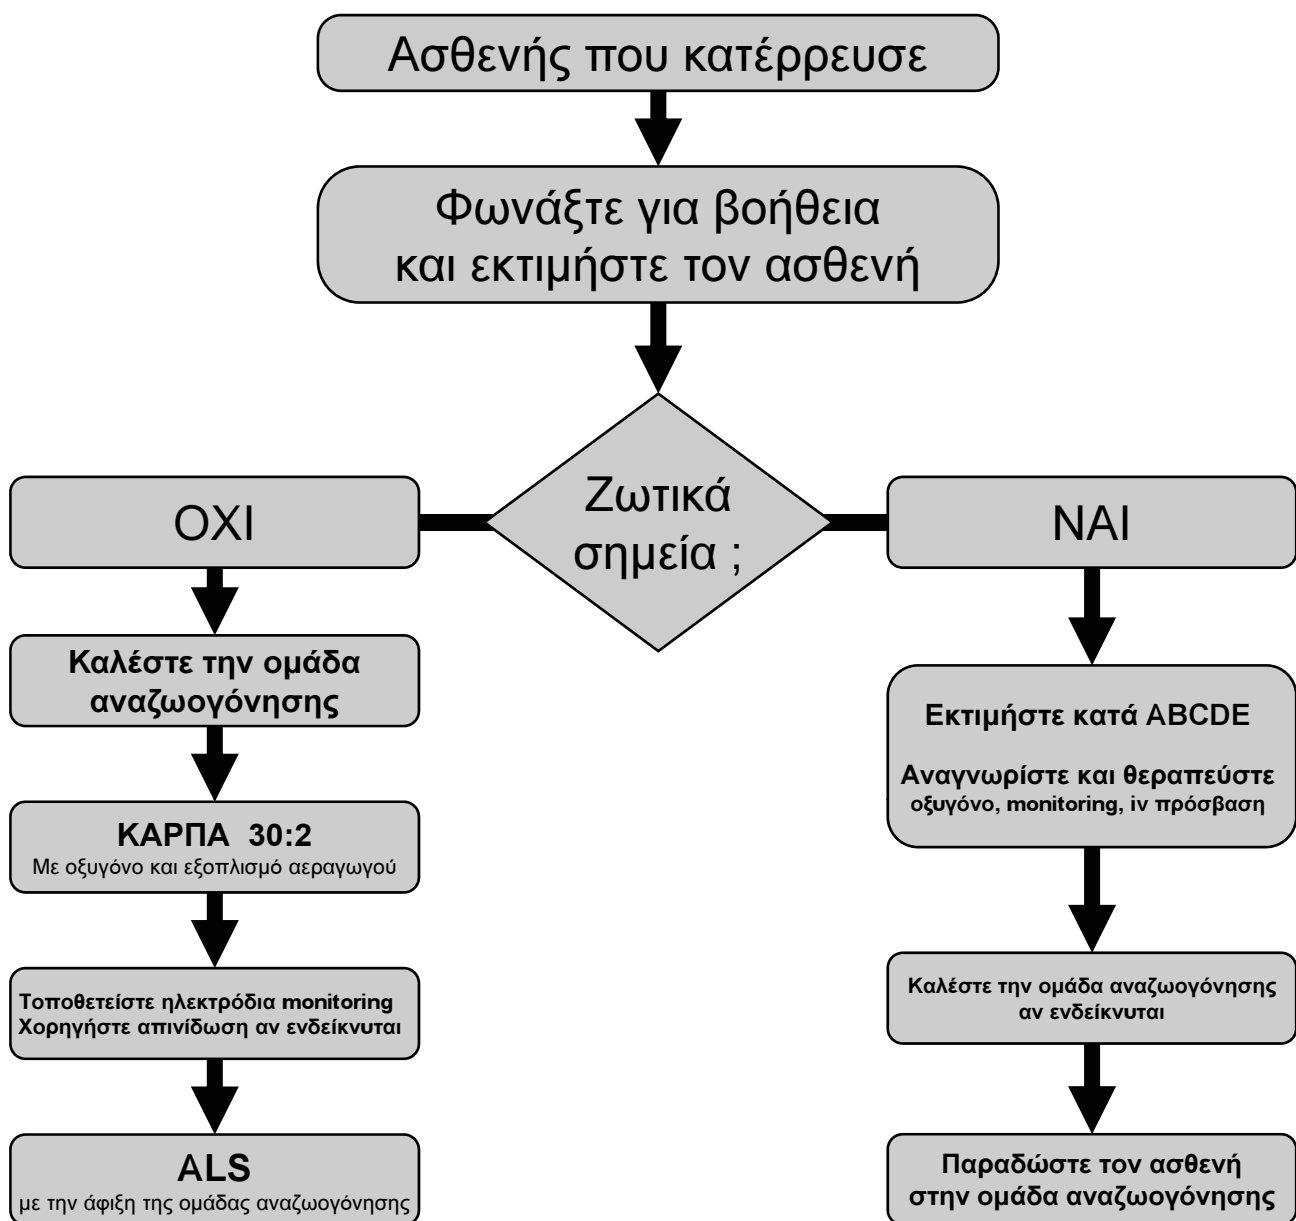 Ασθενής που κατέρρευσε
Φωνάξτε για βοήθεια
και εκτιμήστε τον ασθενή
Ζωτικά
σημεία ;
ΟΧΙ
Καλέστε την ομάδα
αναζωογόνησης
ΚΑΡΠΑ 30:2
Με οξυγόνο και εξοπλισμό αεραγωγού
Τοποθετείστε ηλεκτρόδια monitoring
Χορηγήστε απινίδωση αν ενδείκνυται
ALS
με την άφιξη της ομάδας αναζωογόνησης
ΝΑΙ
Εκτιμήστε κατά ABCDE
Αναγνωρίστε και θεραπεύστε
οξυγόνο, monitoring, iv πρόσβαση
Καλέστε την ομάδα αναζωογόνησης
αν ενδείκνυται
Παραδώστε τον ασθενή
στην ομάδα αναζωογόνησης